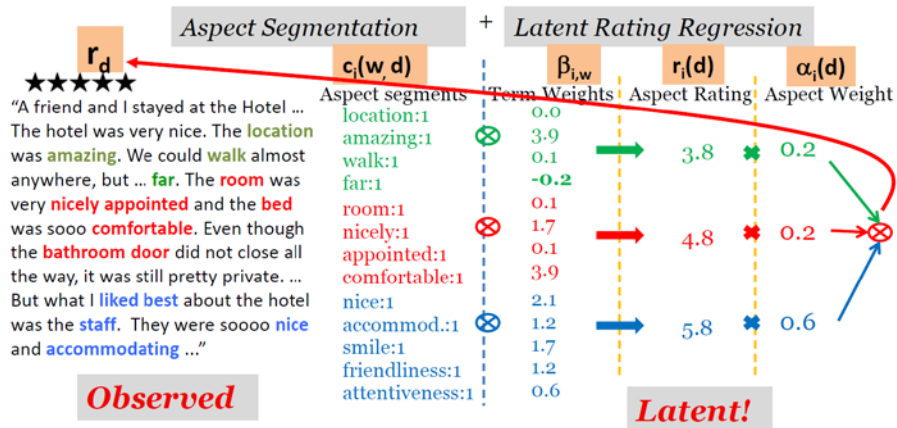 Aspect Segmentation + Latent Rating Regression
r_d
c_i(w,d)
β_i,w
r_i(d)
α_i(d)
★★★★★
Aspect segments
Term Weights
Aspect Rating
Aspect Weight
"A friend and I stayed at the Hotel ...
The hotel was very nice. The location
was amazing. We could walk almost
anywhere, but ... far. The room was
very nicely appointed and the bed
was sooo comfortable. Even though
the bathroom door did not close all
the way, it was still pretty private. ...
But what I liked best about the hotel
was the staff. They were soooo nice
and accommodating ..."
location:1 0.0
amazing:1 3.9
walk:1 0.1
far:1 -0.2
3.8 0.2
room:1 0.1
nicely:1 1.7
appointed:1 0.1
comfortable:1 3.9
4.8 0.2
nice:1 2.1
accommod.:1 1.2
smile:1 1.7
friendliness:1 1.2
attentiveness:1 0.6
5.8 0.6
Observed
Latent!